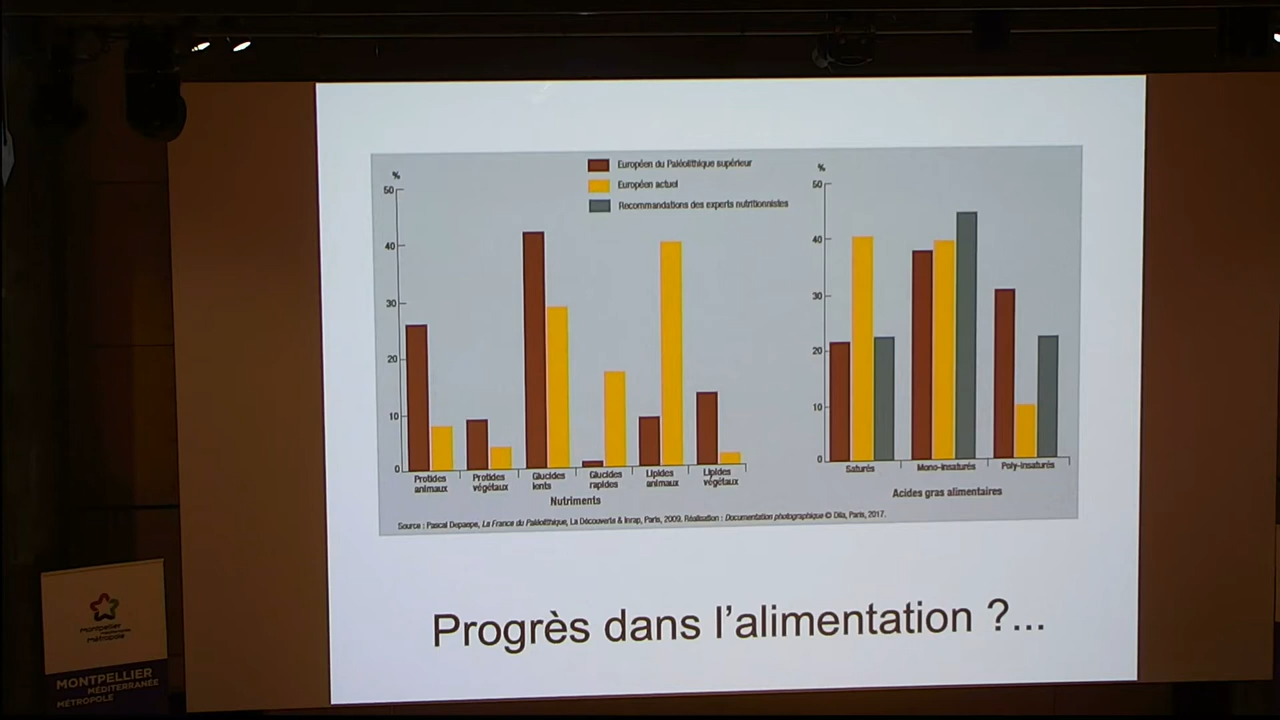 Européen du Paléolithique supérieur
Européen actuel
Recommandations des experts nutritionnistes
%
50
40
30
20
10
0
Protides animaux
Protides végétaux
Glucides lents
Glucides rapides
Lipides animaux
Lipides végétaux
Nutriments
%
50
40
30
20
10
0
Saturés
Mono-insaturés
Poly-insaturés
Acides gras alimentaires
Source : Pascal Depaepe, La France du Paléolithique, La Découverte & Inrap, Paris, 2009. Réalisation : Documentation photographique © Dila, Paris, 2017.
Progrès dans l'alimentation ?...
montpellier
méditerranée
métropole
MONTPELLIER
MÉDITERRANÉE
MÉTROPOLE